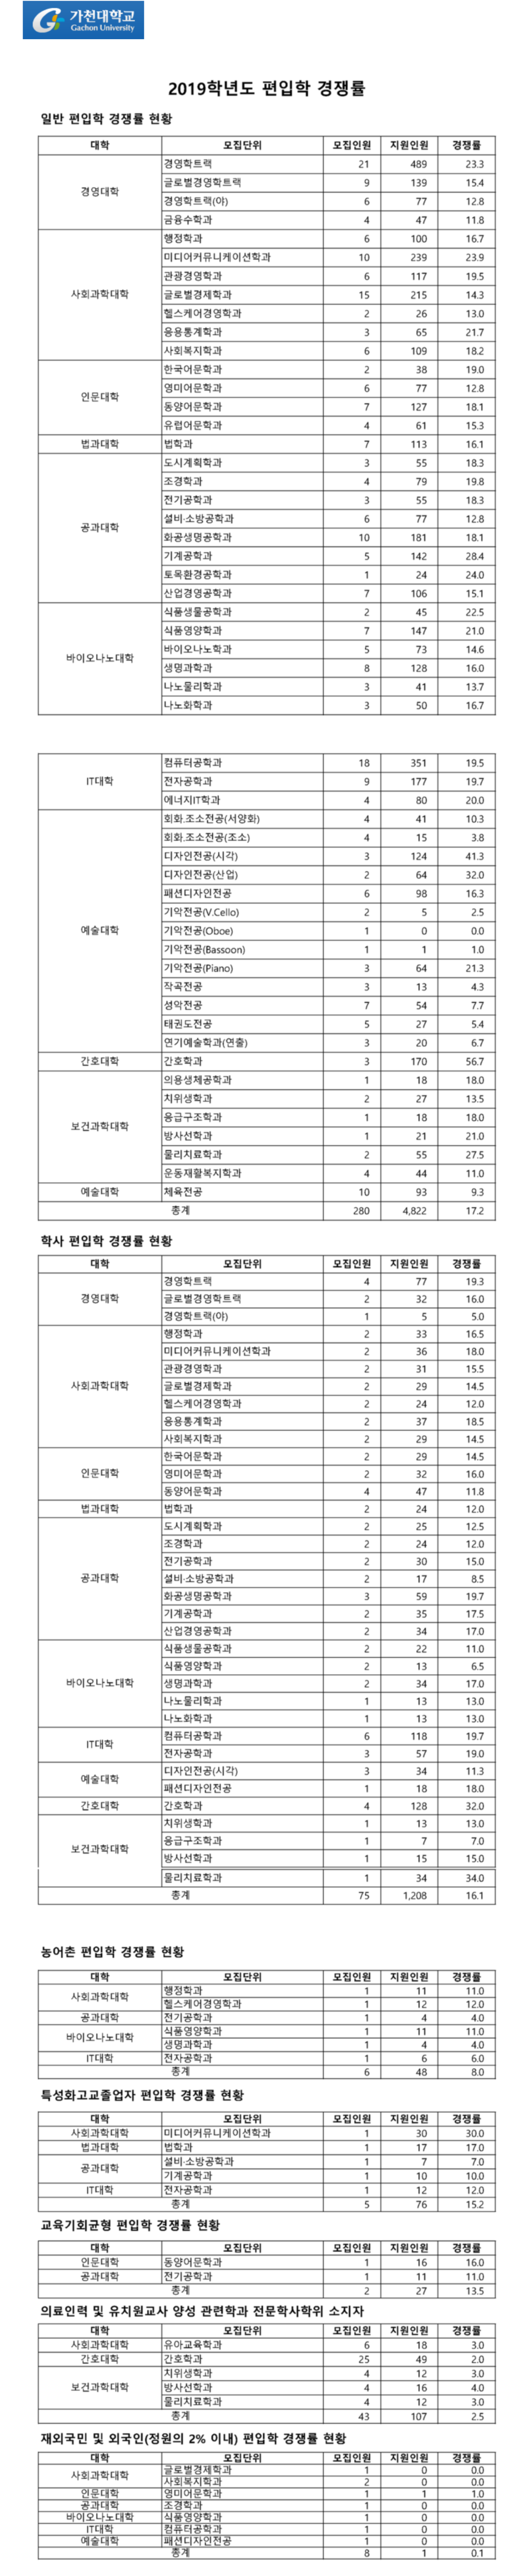 가천대학교
Gachon University
2019학년도 편입학 경쟁률
일반 편입학 경쟁률 현황
대학 모집단위 모집인원 지원인원 경쟁률
경영대학 경영학트랙 21 489 23.3
글로벌경영학트랙 9 139 15.4
경영학트랙(야) 6 77 12.8
금융수학과 4 47 11.8
사회과학대학 행정학과 6 100 16.7
미디어커뮤니케이션학과 10 239 23.9
관광경영학과 6 117 19.5
글로벌경제학과 15 215 14.3
헬스케어경영학과 2 26 13.0
응용통계학과 3 65 21.7
사회복지학과 6 109 18.2
인문대학 한국어문학과 2 38 19.0
영미어문학과 6 77 12.8
동양어문학과 7 127 18.1
유럽어문학과 4 61 15.3
법과대학 법학과 7 113 16.1
공과대학 도시계획학과 3 55 18.3
조경학과 4 79 19.8
전기공학과 3 55 18.3
설비·소방공학과 6 77 12.8
화공생명공학과 10 181 18.1
기계공학과 5 142 28.4
토목환경공학과 1 24 24.0
산업경영공학과 7 106 15.1
바이오나노대학 식품생물공학과 2 45 22.5
식품영양학과 7 147 21.0
바이오나노학과 5 73 14.6
생명과학과 8 128 16.0
나노물리학과 3 41 13.7
나노화학과 3 50 16.7
IT대학 컴퓨터공학과 18 351 19.5
전자공학과 9 177 19.7
에너지IT학과 4 80 20.0
예술대학 회화.조소전공(서양화) 4 41 10.3
회화.조소전공(조소) 4 15 3.8
디자인전공(시각) 3 124 41.3
디자인전공(산업) 2 64 32.0
패션디자인전공 6 98 16.3
기악전공(V.Cello) 2 5 2.5
기악전공(Oboe) 1 0 0.0
기악전공(Bassoon) 1 1 1.0
기악전공(Piano) 3 64 21.3
작곡전공 3 13 4.3
성악전공 7 54 7.7
태권도전공 5 27 5.4
연기예술학과(연출) 3 20 6.7
간호대학 간호학과 3 170 56.7
보건과학대학 의용생체공학과 1 18 18.0
치위생학과 2 27 13.5
응급구조학과 1 18 18.0
방사선학과 1 21 21.0
물리치료학과 2 55 27.5
운동재활복지학과 4 44 11.0
예술대학 체육전공 10 93 9.3
총계 280 4,822 17.2
학사 편입학 경쟁률 현황
대학 모집단위 모집인원 지원인원 경쟁률
경영대학 경영학트랙 4 77 19.3
글로벌경영학트랙 2 32 16.0
경영학트랙(야) 1 5 5.0
사회과학대학 행정학과 2 33 16.5
미디어커뮤니케이션학과 2 36 18.0
관광경영학과 2 31 15.5
글로벌경제학과 2 29 14.5
헬스케어경영학과 2 24 12.0
응용통계학과 2 37 18.5
사회복지학과 2 29 14.5
인문대학 한국어문학과 2 29 14.5
영미어문학과 2 32 16.0
동양어문학과 4 47 11.8
법과대학 법학과 2 24 12.0
공과대학 도시계획학과 2 25 12.5
조경학과 2 24 12.0
전기공학과 2 30 15.0
설비·소방공학과 2 17 8.5
화공생명공학과 3 59 19.7
기계공학과 2 35 17.5
산업경영공학과 2 34 17.0
바이오나노대학 식품생물공학과 2 22 11.0
식품영양학과 2 13 6.5
생명과학과 2 34 17.0
나노물리학과 1 13 13.0
나노화학과 1 13 13.0
IT대학 컴퓨터공학과 6 118 19.7
전자공학과 3 57 19.0
예술대학 디자인전공(시각) 3 34 11.3
패션디자인전공 1 18 18.0
간호대학 간호학과 4 128 32.0
보건과학대학 치위생학과 1 13 13.0
응급구조학과 1 7 7.0
방사선학과 1 15 15.0
물리치료학과 1 34 34.0
총계 75 1,208 16.1
농어촌 편입학 경쟁률 현황
대학 모집단위 모집인원 지원인원 경쟁률
사회과학대학 행정학과 1 11 11.0
헬스케어경영학과 1 12 12.0
공과대학 전기공학과 1 4 4.0
바이오나노대학 식품영양학과 1 11 11.0
생명과학과 1 4 4.0
IT대학 전자공학과 1 6 6.0
총계 6 48 8.0
특성화고교졸업자 편입학 경쟁률 현황
대학 모집단위 모집인원 지원인원 경쟁률
사회과학대학 미디어커뮤니케이션학과 1 30 30.0
법과대학 법학과 1 17 17.0
공과대학 설비·소방공학과 1 7 7.0
기계공학과 1 10 10.0
IT대학 전자공학과 1 12 12.0
총계 5 76 15.2
교육기회균형 편입학 경쟁률 현황
대학 모집단위 모집인원 지원인원 경쟁률
인문대학 동양어문학과 1 16 16.0
공과대학 전기공학과 1 11 11.0
총계 2 27 13.5
의료인력 및 유치원교사 양성 관련학과 전문학사학위 소지자
대학 모집단위 모집인원 지원인원 경쟁률
사회과학대학 유아교육학과 6 18 3.0
간호대학 간호학과 25 49 2.0
보건과학대학 치위생학과 4 12 3.0
방사선학과 4 16 4.0
물리치료학과 4 12 3.0
총계 43 107 2.5
재외국민 및 외국인(정원의 2% 이내) 편입학 경쟁률 현황
대학 모집단위 모집인원 지원인원 경쟁률
사회과학대학 글로벌경제학과 1 0 0.0
사회복지학과 2 0 0.0
인문대학 영미어문학과 1 1 1.0
공과대학 조경학과 1 0 0.0
바이오나노대학 식품영양학과 1 0 0.0
IT대학 컴퓨터공학과 1 0 0.0
예술대학 패션디자인전공 1 0 0.0
총계 8 1 0.1